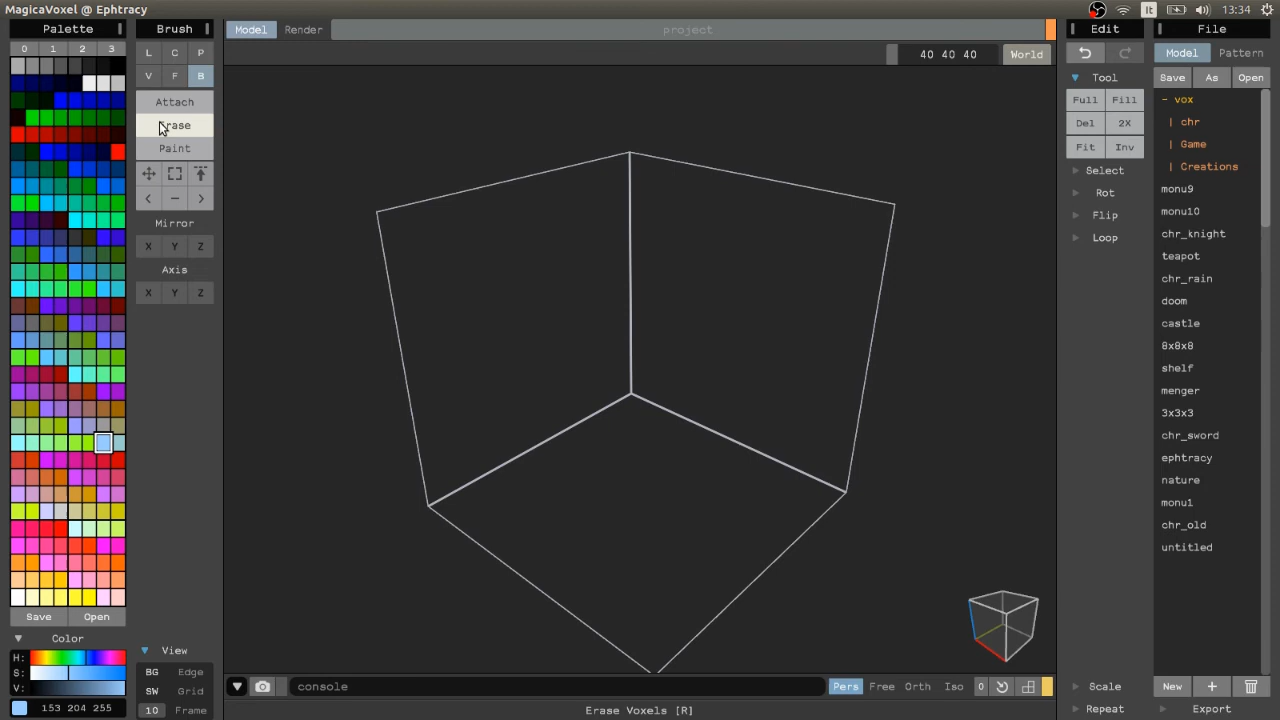 MagicaVoxel @ Ephtracy
It
13:34
Palette
Brush
Model Render
project
Edit
File
0 1 2 3
L C P
40 40 40
World
Model Pattern
V F B
Tool
Save As Open
Attach
Full Fill
- vox
Erase
Del 2X
| chr
Paint
Fit Inv
| Game
Select
| Creations
< - >
Rot
monu9
Mirror
Flip
monu10
X Y Z
Loop
chr_knight
Axis
teapot
X Y Z
chr_rain
doom
castle
8x8x8
shelf
menger
3x3x3
chr_sword
ephtracy
nature
monu1
chr_old
untitled
Save Open
Color
View
H:
S:
V:
BG Edge
SW Grid
console
Pers Free Orth Iso 0
Scale
New +
153 204 255
10 Frame
Erase Voxels [R]
Repeat
Export